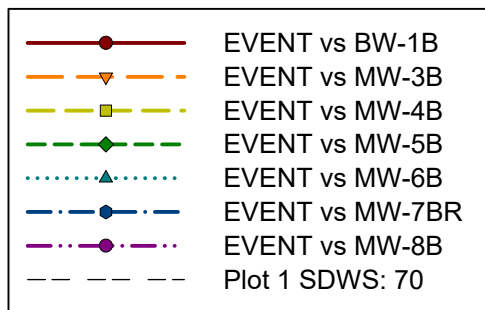 EVENT vs BW-1B
EVENT vs MW-3B
EVENT vs MW-4B
EVENT vs MW-5B
EVENT vs MW-6B
EVENT vs MW-7BR
EVENT vs MW-8B
Plot 1 SDWS: 70